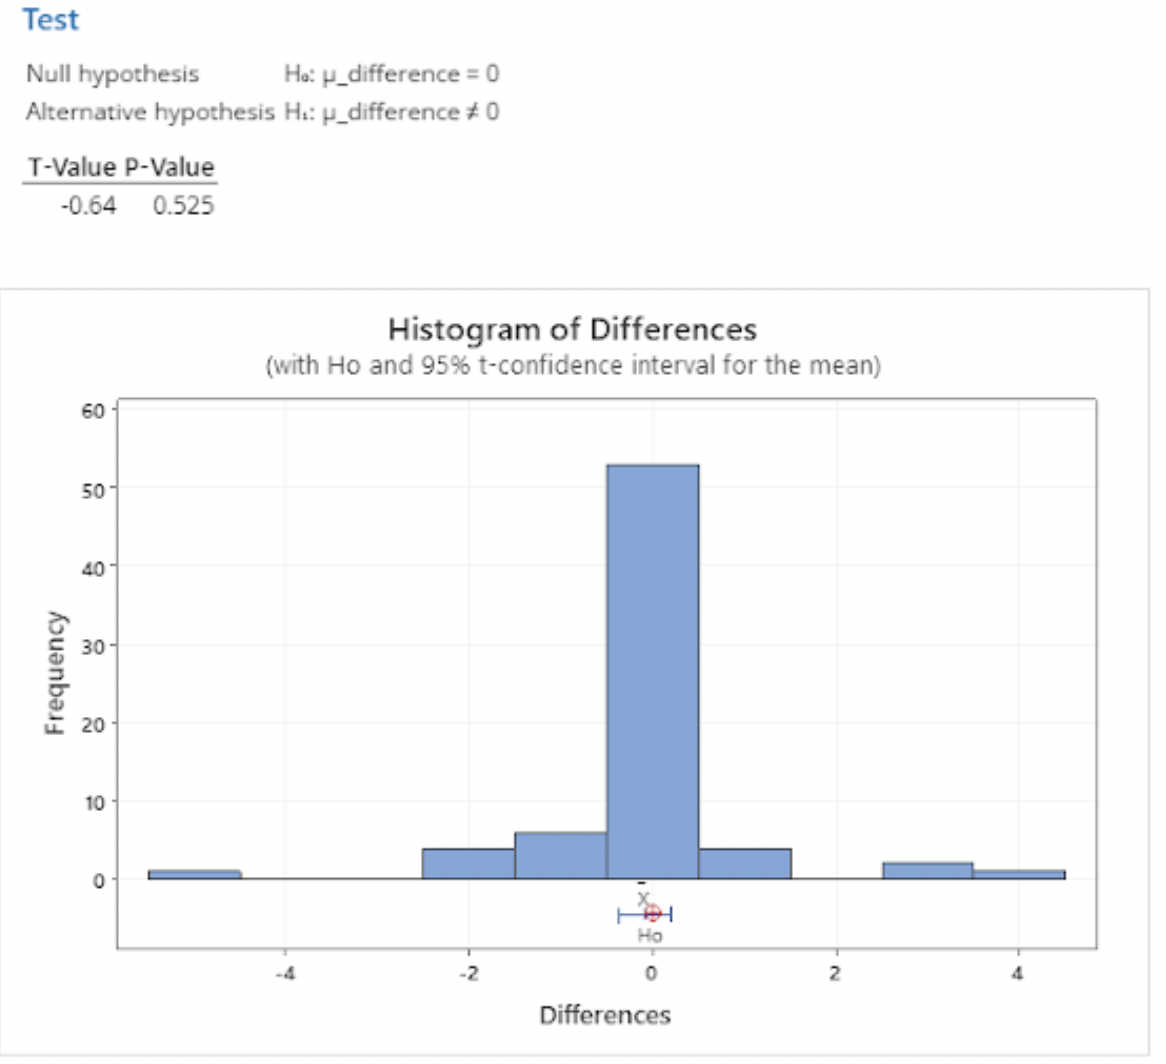 Test
Null hypothesis H₀: μ_difference = 0
Alternative hypothesis H₁: μ_difference ≠ 0
T-Value P-Value
-0.64 0.525
Histogram of Differences
(with Ho and 95% t-confidence interval for the mean)
60
50
40
30
20
10
0
Frequency
X̄
Ho
-4 -2 0 2 4
Differences